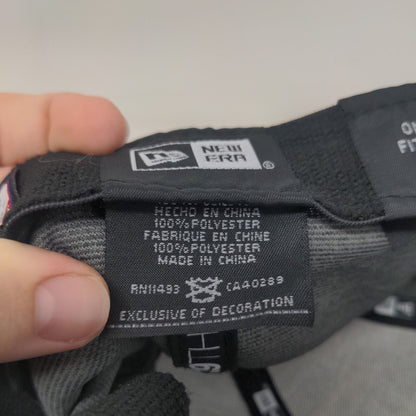 NEW
ERA®
HECHO EN CHINA
100% POLYESTER
FABRIQUE EN CHINE
100% POLYESTER
MADE IN CHINA
RN11493 CA40289
EXCLUSIVE OF DECORATION